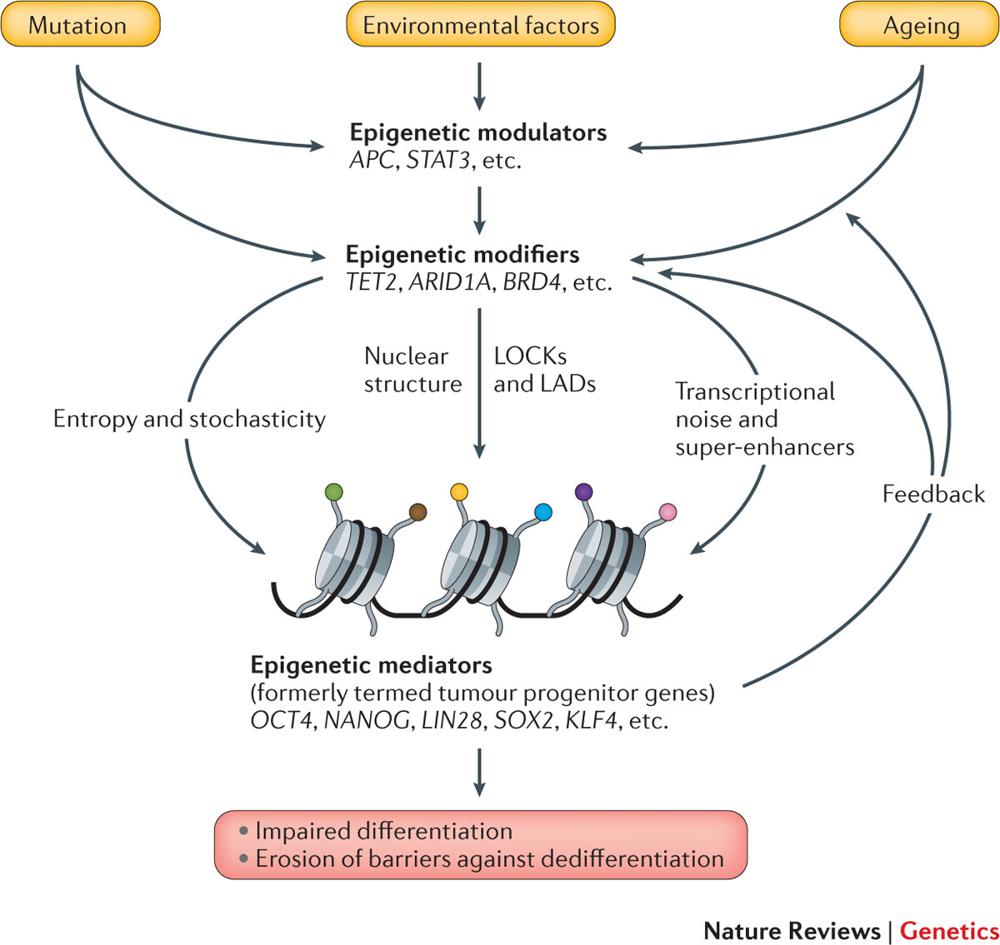 Mutation
Environmental factors
Ageing
Epigenetic modulators
APC, STAT3, etc.
Epigenetic modifiers
TET2, ARID1A, BRD4, etc.
Nuclear
structure
LOCKs
and LADs
Entropy and stochasticity
Transcriptional
noise and
super-enhancers
Feedback
Epigenetic mediators
(formerly termed tumour progenitor genes)
OCT4, NANOG, LIN28, SOX2, KLF4, etc.
• Impaired differentiation
• Erosion of barriers against dedifferentiation
Nature Reviews | Genetics